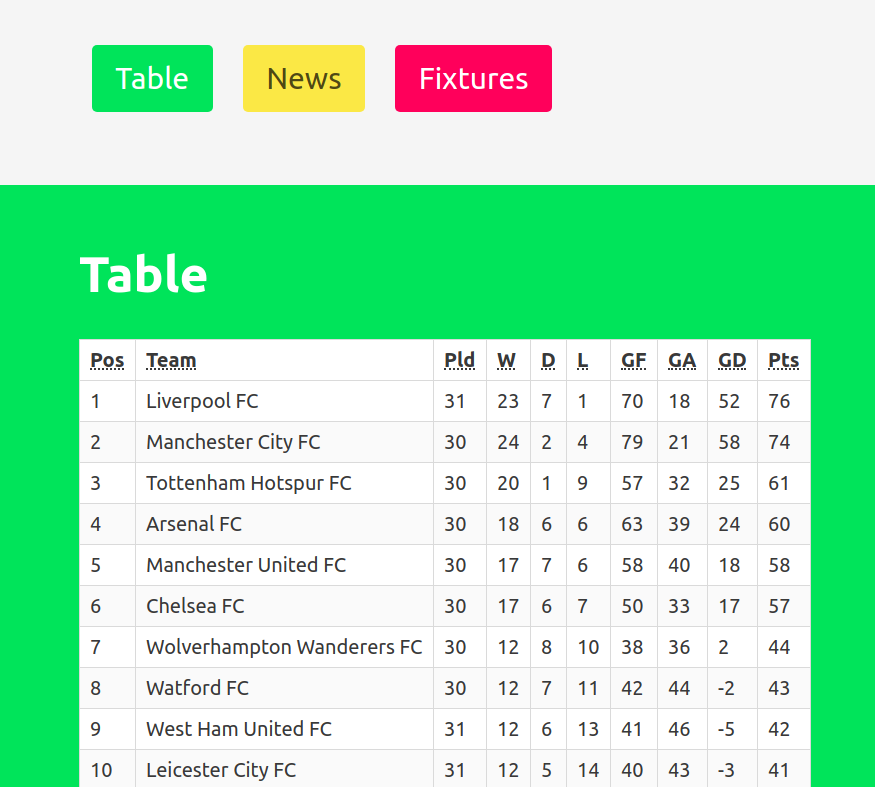 Table News Fixtures
Table
Pos Team Pld W D L GF GA GD Pts
1 Liverpool FC 31 23 7 1 70 18 52 76
2 Manchester City FC 30 24 2 4 79 21 58 74
3 Tottenham Hotspur FC 30 20 1 9 57 32 25 61
4 Arsenal FC 30 18 6 6 63 39 24 60
5 Manchester United FC 30 17 7 6 58 40 18 58
6 Chelsea FC 30 17 6 7 50 33 17 57
7 Wolverhampton Wanderers FC 30 12 8 10 38 36 2 44
8 Watford FC 30 12 7 11 42 44 -2 43
9 West Ham United FC 31 12 6 13 41 46 -5 42
10 Leicester City FC 31 12 5 14 40 43 -3 41